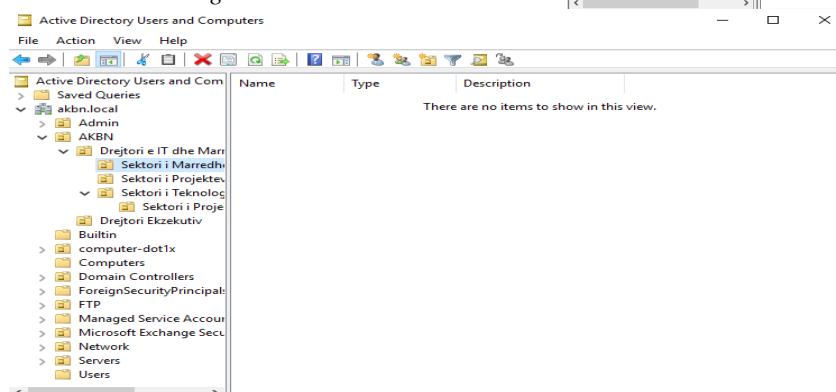 Active Directory Users and Computers
File Action View Help
Active Directory Users and Com
Name Type Description
Saved Queries
There are no items to show in this view.
akbn.local
Admin
AKBN
Drejtori e IT dhe Marr
Sektori i Marredh
Sektori i Projektev
Sektori i Teknolog
Sektori i Proje
Drejtori Ekzekutiv
Builtin
computer-dot1x
Computers
Domain Controllers
ForeignSecurityPrincipals
FTP
Managed Service Accour
Microsoft Exchange Secu
Network
Servers
Users